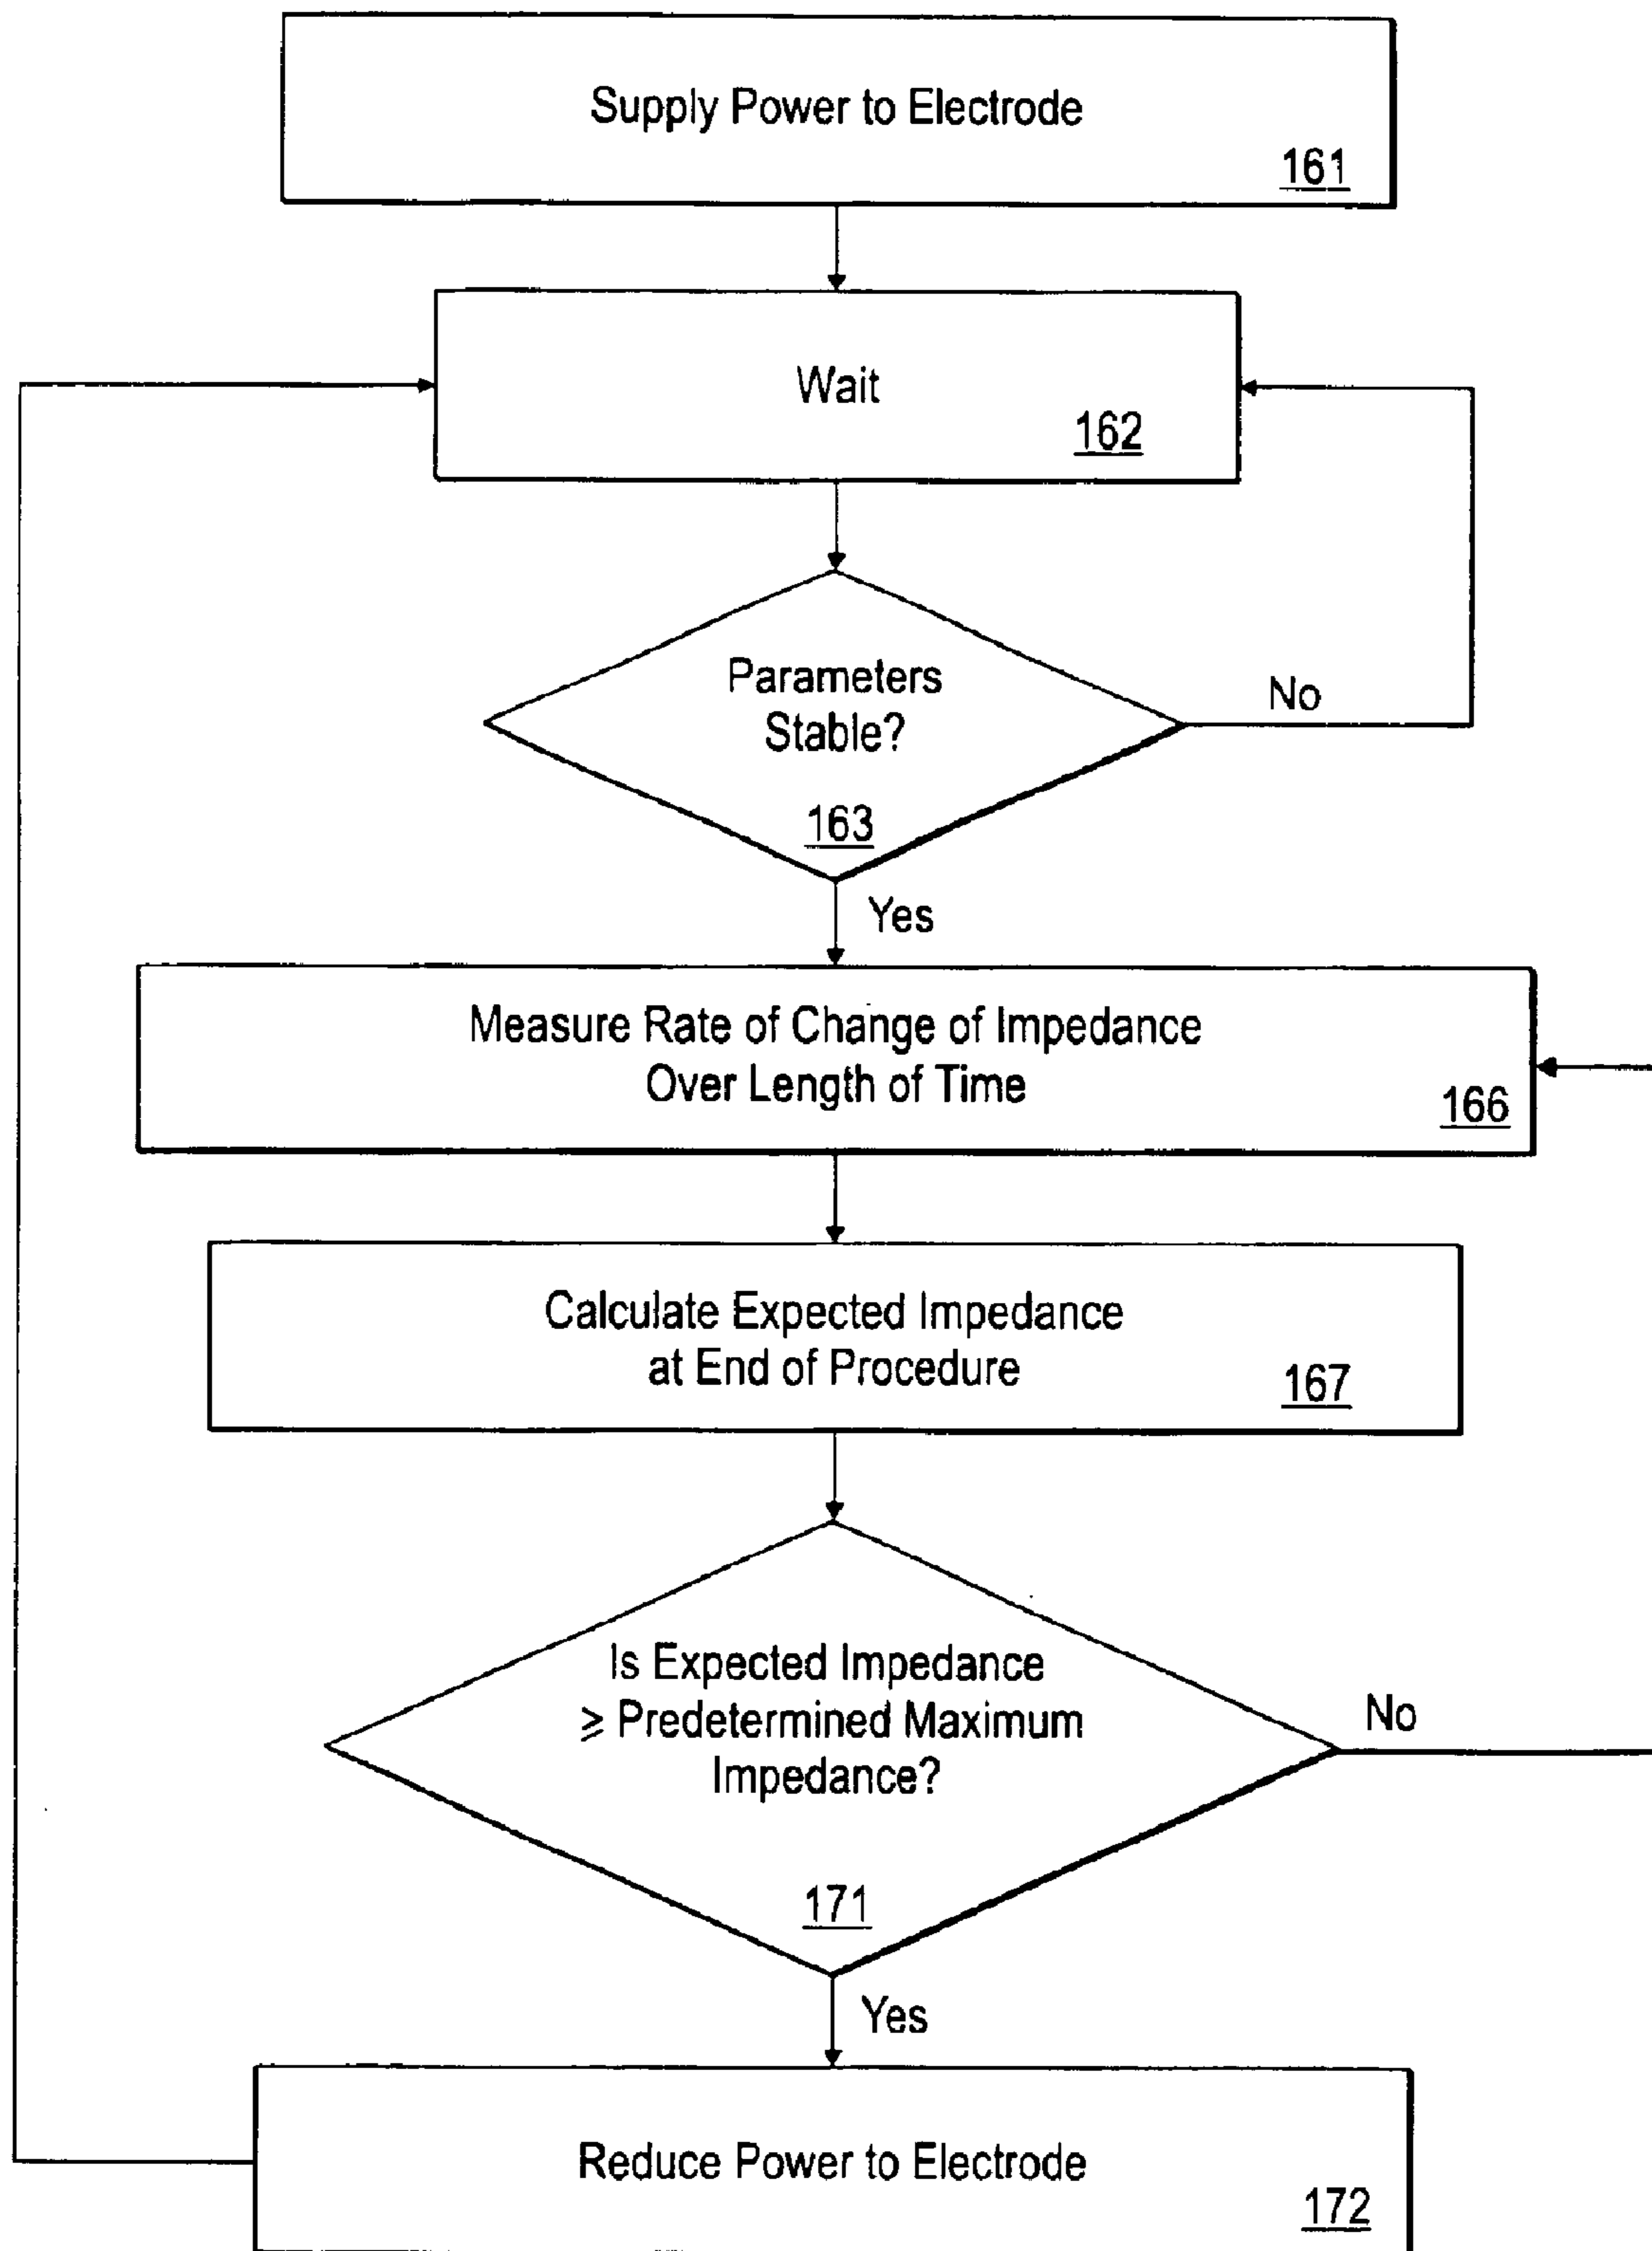 Supply Power to Electrode
161
Wait
162
Parameters
Stable?
163
No
Yes
Measure Rate of Change of Impedance
Over Length of Time
166
Calculate Expected Impedance
at End of Procedure
167
Is Expected Impedance
⩾ Predetermined Maximum
Impedance?
171
No
Yes
Reduce Power to Electrode
172